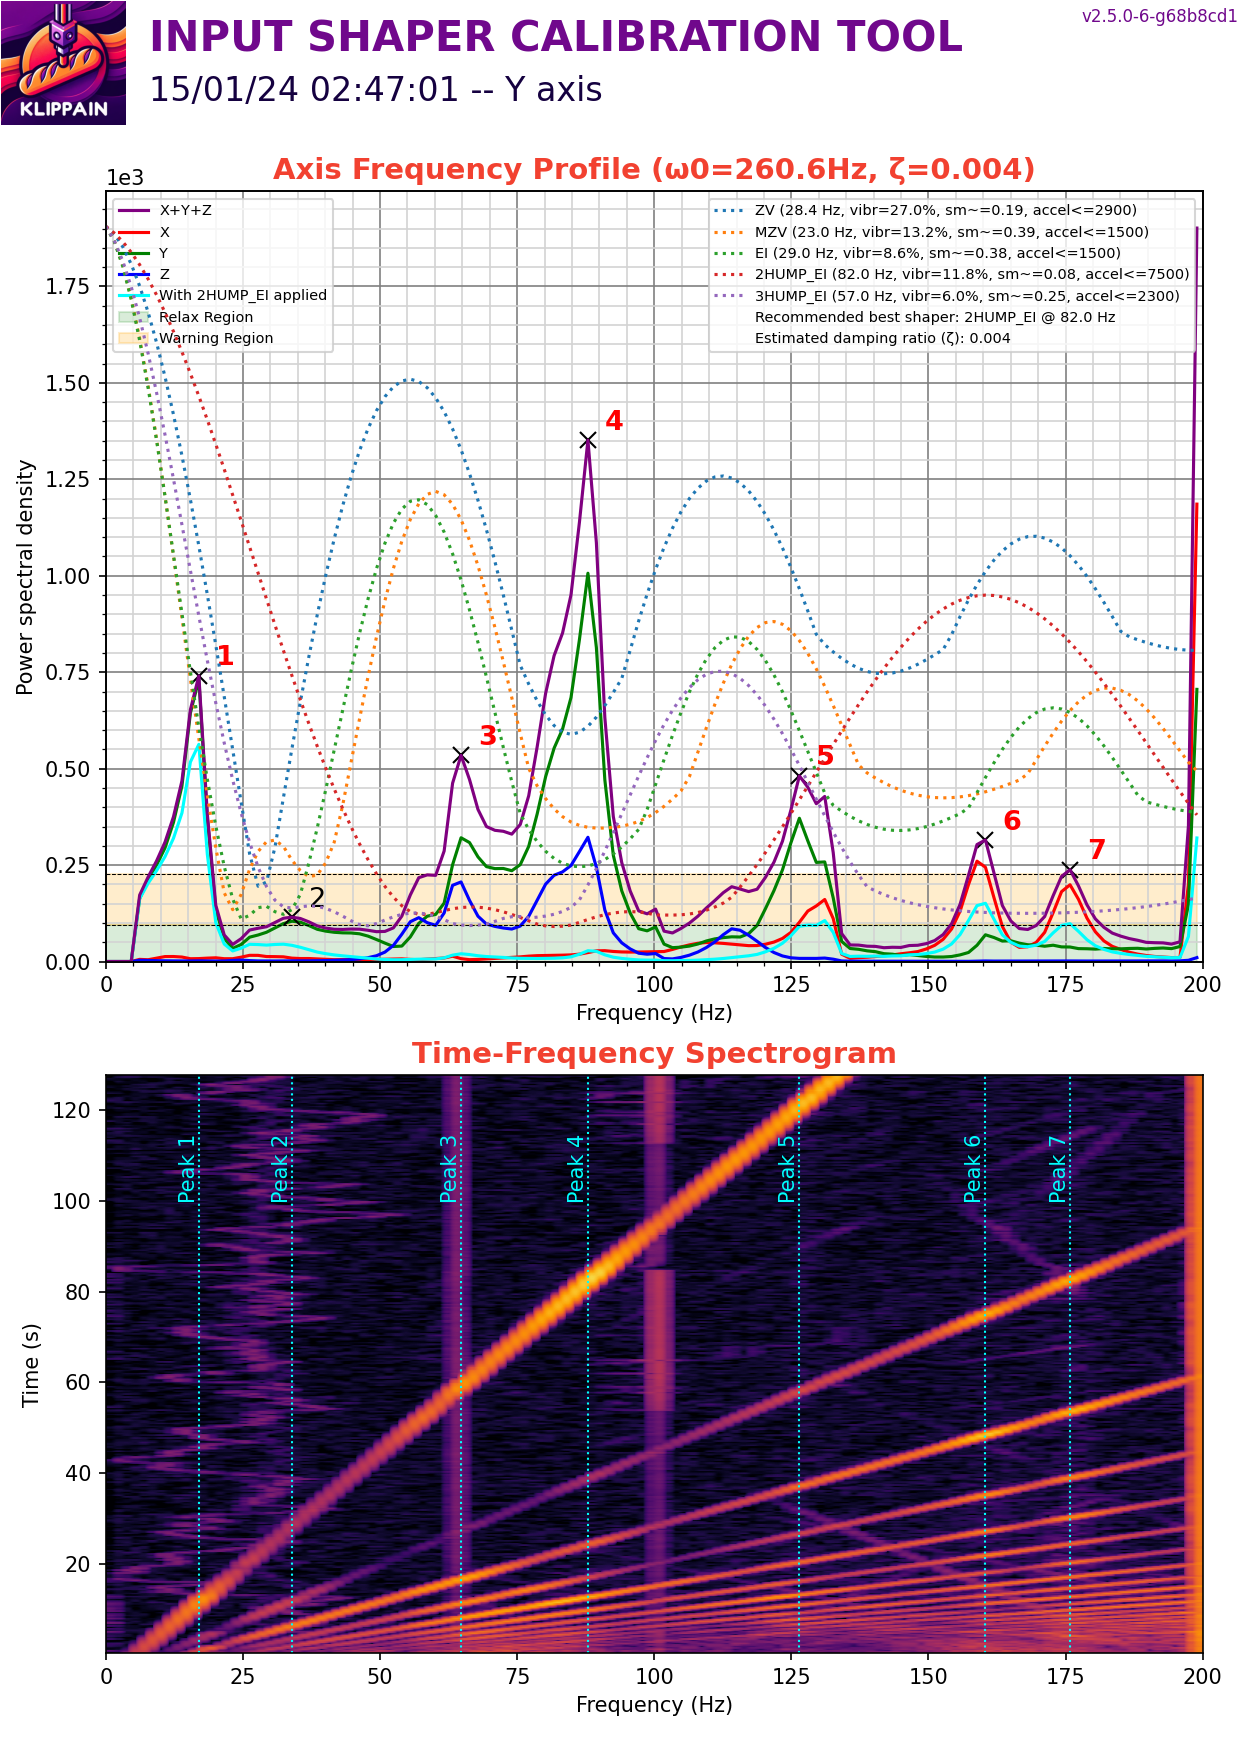 v2.5.0-6-g68b8cd1
INPUT SHAPER CALIBRATION TOOL
15/01/24 02:47:01 -- Y axis
KLIPPAIN
Axis Frequency Profile (ω0=260.6Hz, ζ=0.004)
1e3
X+Y+Z
X
Y
Z
With 2HUMP_EI applied
Relax Region
Warning Region
ZV (28.4 Hz, vibr=27.0%, sm~=0.19, accel<=2900)
MZV (23.0 Hz, vibr=13.2%, sm~=0.39, accel<=1500)
EI (29.0 Hz, vibr=8.6%, sm~=0.38, accel<=1500)
2HUMP_EI (82.0 Hz, vibr=11.8%, sm~=0.08, accel<=7500)
3HUMP_EI (57.0 Hz, vibr=6.0%, sm~=0.25, accel<=2300)
Recommended best shaper: 2HUMP_EI @ 82.0 Hz
Estimated damping ratio (ζ): 0.004
Power spectral density
1.75
1.50
1.25
1.00
0.75
0.50
0.25
0.00
1
2
3
4
5
6
7
0 25 50 75 100 125 150 175 200
Frequency (Hz)
Time-Frequency Spectrogram
Time (s)
120
100
80
60
40
20
Peak 1
Peak 2
Peak 3
Peak 4
Peak 5
Peak 6
Peak 7
0 25 50 75 100 125 150 175 200
Frequency (Hz)